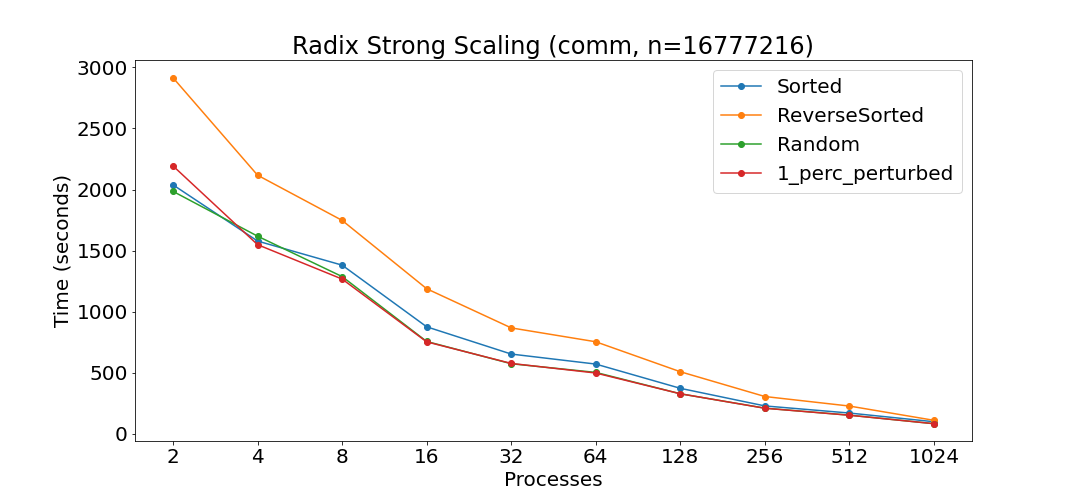 Radix Strong Scaling (comm, n=16777216)
3000
2500
2000
1500
1000
500
0
Time (seconds)
Sorted
ReverseSorted
Random
1_perc_perturbed
2 4 8 16 32 64 128 256 512 1024
Processes